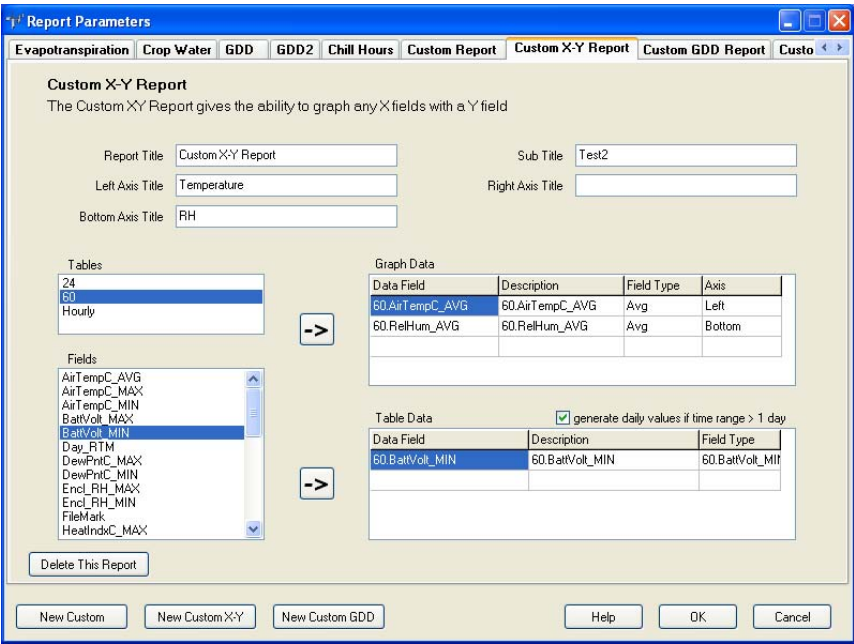 Report Parameters
Evapotranspiration Crop Water GDD GDD2 Chill Hours Custom Report Custom X-Y Report Custom GDD Report Custo
Custom X-Y Report
The Custom XY Report gives the ability to graph any X fields with a Y field
Report Title Custom X-Y Report Sub Title Test2
Left Axis Title Temperature Right Axis Title
Bottom Axis Title RH
Tables
24
60
Hourly
->
Graph Data
Data Field Description Field Type Axis
60.AirTempC_AVG 60.AirTempC_AVG Avg Left
60.RelHum_AVG 60.RelHum_AVG Avg Bottom
Fields
AirTempC_AVG
AirTempC_MAX
AirTempC_MIN
BattVolt_MAX
BattVolt_MIN
Day_RTM
DewPntC_MAX
DewPntC_MIN
Encl_RH_MAX
Encl_RH_MIN
FileMark
HeatIndxC_MAX
->
Table Data generate daily values if time range > 1 day
Data Field Description Field Type
60.BattVolt_MIN 60.BattVolt_MIN 60.BattVolt_MIN
Delete This Report
New Custom New Custom X-Y New Custom GDD Help OK Cancel